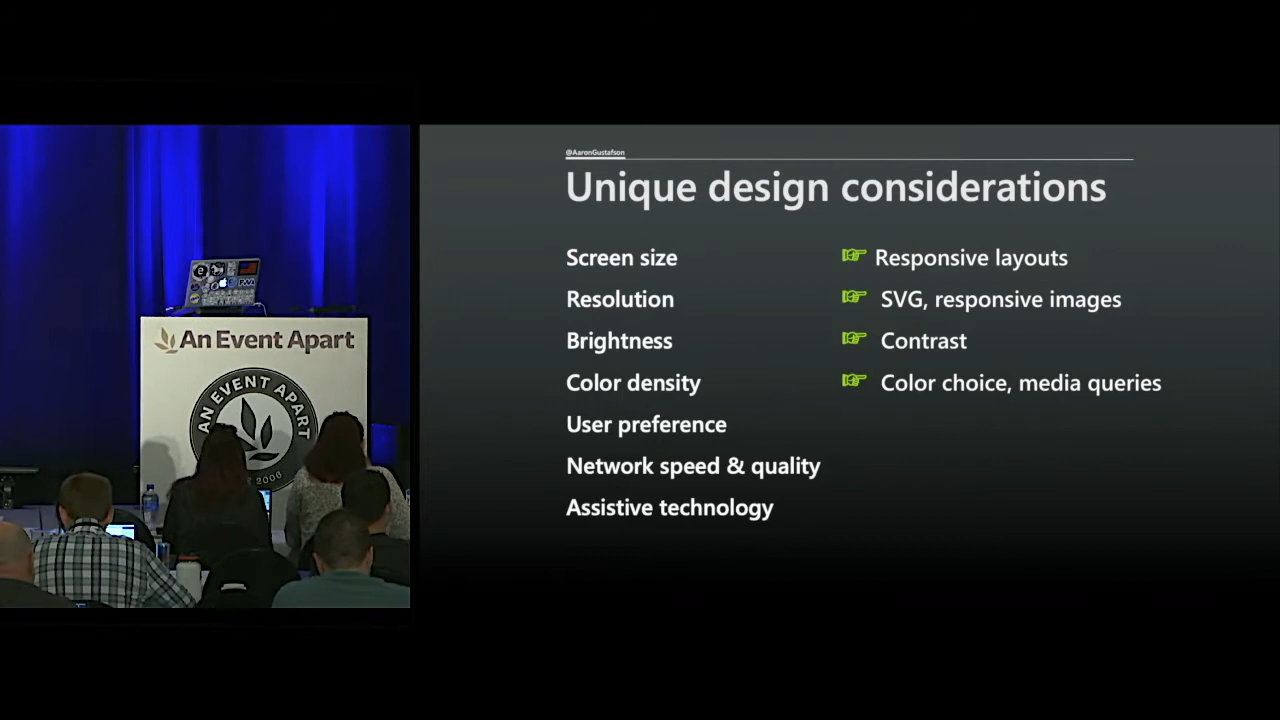 @AaronGustafson
Unique design considerations
Screen size ☞ Responsive layouts
Resolution ☞ SVG, responsive images
Brightness ☞ Contrast
Color density ☞ Color choice, media queries
User preference
Network speed & quality
Assistive technology
An Event Apart
AN EVENT APART
2006